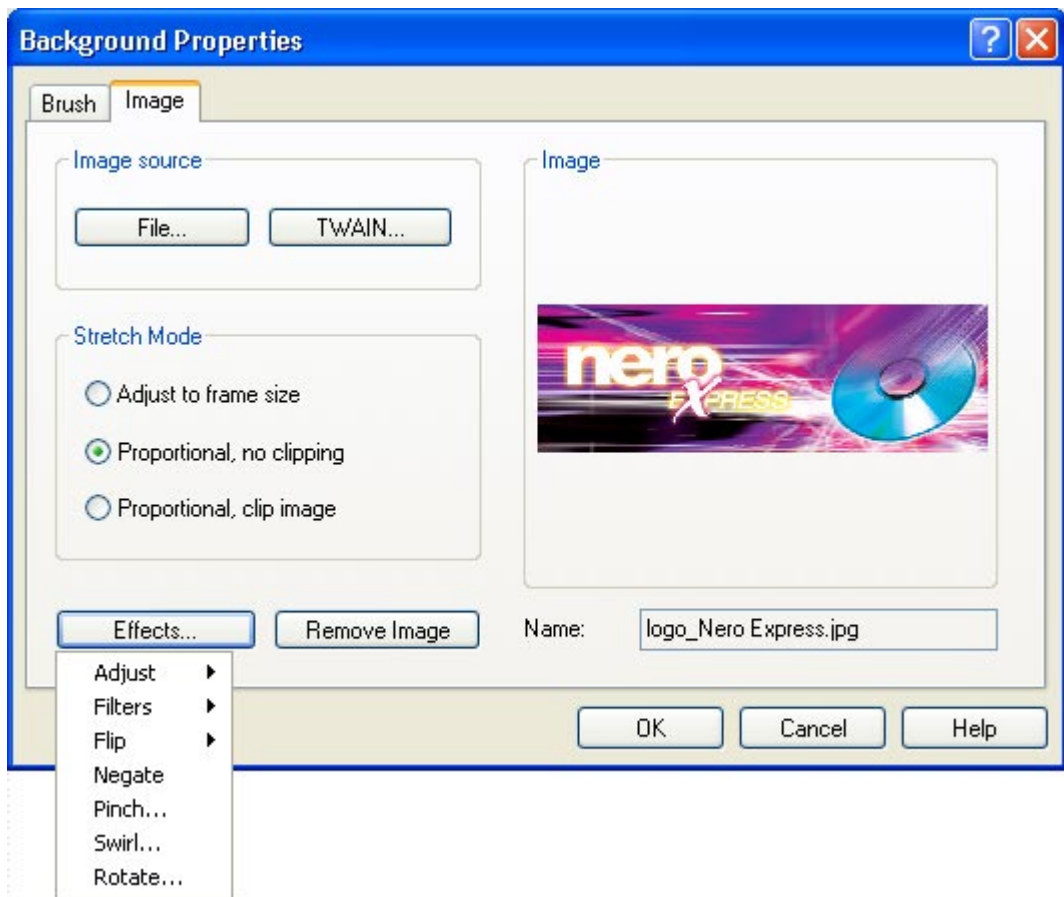 Background Properties
Brush
Image
Image source
File...
TWAIN...
Stretch Mode
Adjust to frame size
Proportional, no clipping
Proportional, clip image
Image
nero
EXPRESS
Effects...
Remove Image
Name:
logo_Nero Express.jpg
Adjust
Filters
Flip
Negate
Pinch...
Swirl...
Rotate...
OK
Cancel
Help